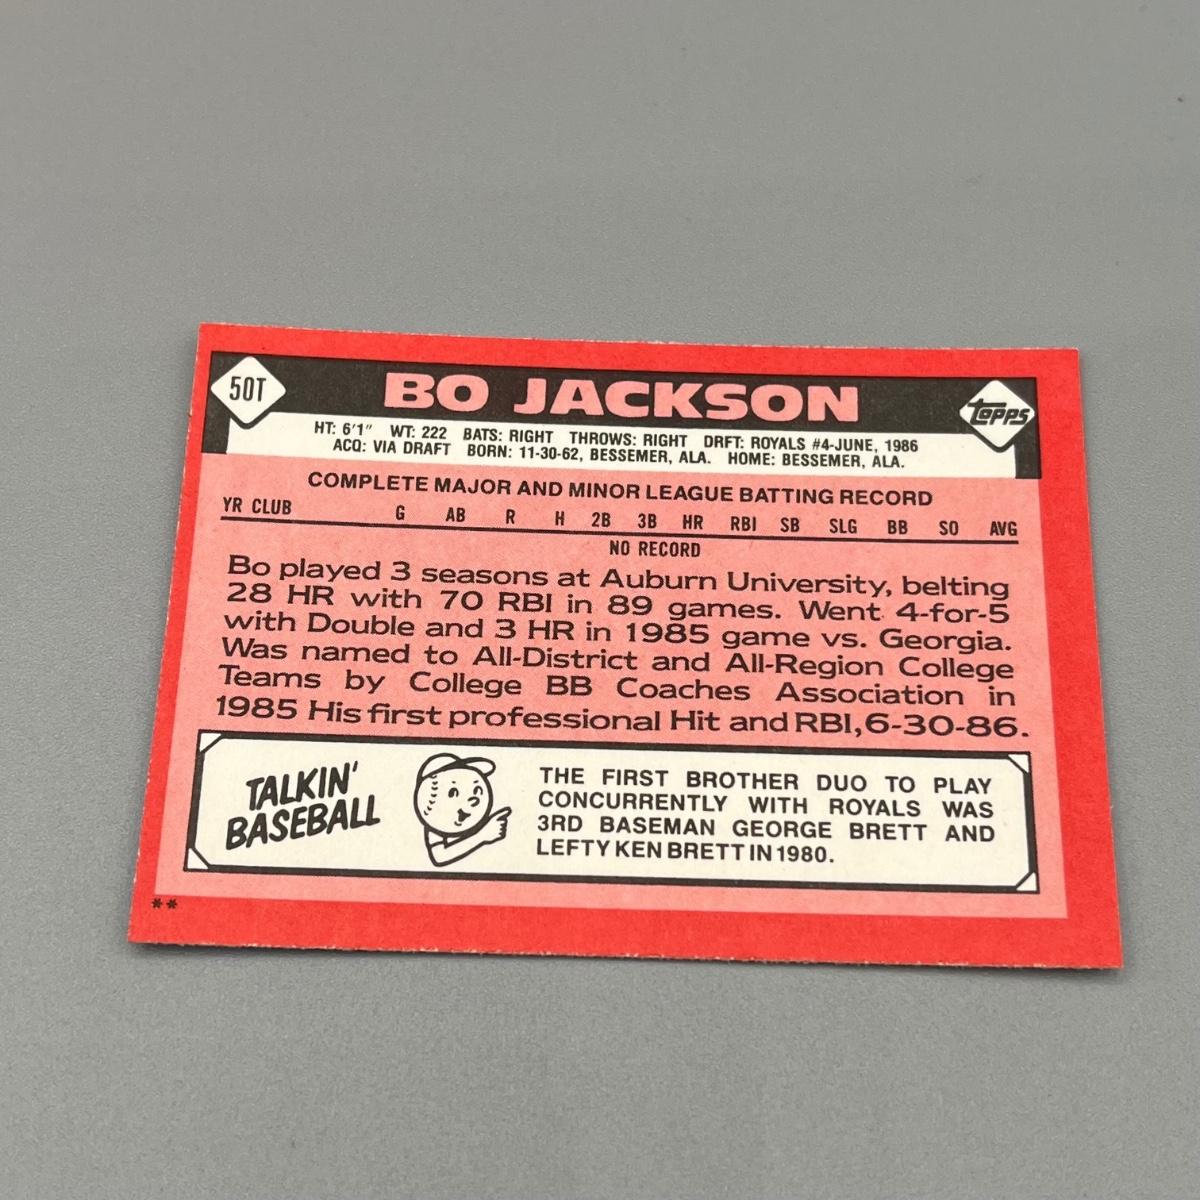 50T
BO JACKSON
TOPPS
HT: 6'1" WT: 222 BATS: RIGHT THROWS: RIGHT DRFT: ROYALS #4-JUNE, 1986
ACQ: VIA DRAFT BORN: 11-30-62, BESSEMER, ALA. HOME: BESSEMER, ALA.
COMPLETE MAJOR AND MINOR LEAGUE BATTING RECORD
YR CLUB G AB R H 2B 3B HR RBI SB SLG BB SO AVG
NO RECORD
Bo played 3 seasons at Auburn University, belting
28 HR with 70 RBI in 89 games. Went 4-for-5
with Double and 3 HR in 1985 game vs. Georgia.
Was named to All-District and All-Region College
Teams by College BB Coaches Association in
1985 His first professional Hit and RBI, 6-30-86.
TALKIN'
BASEBALL
THE FIRST BROTHER DUO TO PLAY
CONCURRENTLY WITH ROYALS WAS
3RD BASEMAN GEORGE BRETT AND
LEFTY KEN BRETT IN 1980.
**